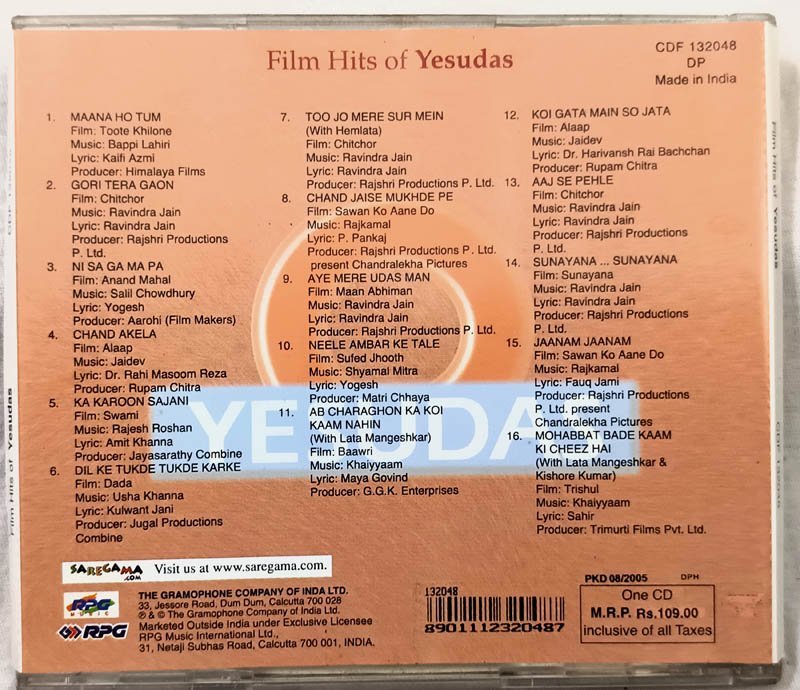 Film Hits of Yesudas
CDF 132048
DP
Made in India
1. MAANA HO TUM
Film: Toote Khilone
Music: Bappi Lahiri
Lyric: Kaifi Azmi
Producer: Himalaya Films
2. GORI TERA GAON
Film: Chitchor
Music: Ravindra Jain
Lyric: Ravindra Jain
Producer: Rajshri Productions
P. Ltd.
3. NI SA GA MA PA
Film: Anand Mahal
Music: Salil Chowdhury
Lyric: Yogesh
Producer: Aarohi (Film Makers)
4. CHAND AKELA
Film: Alaap
Music: Jaidev
Lyric: Dr. Rahi Masoom Reza
Producer: Rupam Chitra
5. KA KAROON SAJANI
Film: Swami
Music: Rajesh Roshan
Lyric: Amit Khanna
Producer: Jayasarathy Combine
6. DIL KE TUKDE TUKDE KARKE
Film: Dada
Music: Usha Khanna
Lyric: Kulwant Jani
Producer: Jugal Productions
Combine
7. TOO JO MERE SUR MEIN
(With Hemlata)
Film: Chitchor
Music: Ravindra Jain
Lyric: Ravindra Jain
Producer: Rajshri Productions P. Ltd.
8. CHAND JAISE MUKHDE PE
Film: Sawan Ko Aane Do
Music: Rajkamal
Lyric: P. Pankaj
Producer: Rajshri Productions P. Ltd.
present Chandralekha Pictures
9. AYE MERE UDAS MAN
Film: Maan Abhiman
Music: Ravindra Jain
Lyric: Ravindra Jain
Producer: Rajshri Productions P. Ltd.
10. NEELE AMBAR KE TALE
Film: Sufed Jhooth
Music: Shyamal Mitra
Lyric: Yogesh
Producer: Matri Chhaya
11. AB CHARAGHON KA KOI
KAAM NAHIN
(With Lata Mangeshkar)
Film: Baawri
Music: Khaiyyaam
Lyric: Maya Govind
Producer: G.G.K. Enterprises
12. KOI GATA MAIN SO JATA
Film: Alaap
Music: Jaidev
Lyric: Dr. Harivansh Rai Bachchan
Producer: Rupam Chitra
13. AAJ SE PEHLE
Film: Chitchor
Music: Ravindra Jain
Lyric: Ravindra Jain
Producer: Rajshri Productions
P. Ltd.
14. SUNAYANA ... SUNAYANA
Film: Sunayana
Music: Ravindra Jain
Lyric: Ravindra Jain
Producer: Rajshri Productions
P. Ltd.
15. JAANAM JAANAM
Film: Sawan Ko Aane Do
Music: Rajkamal
Lyric: Fauq Jami
Producer: Rajshri Productions
P. Ltd. present
Chandralekha Pictures
16. MOHABBAT BADE KAAM
KI CHEEZ HAI
(With Lata Mangeshkar &
Kishore Kumar)
Film: Trishul
Music: Khaiyyaam
Lyric: Sahir
Producer: Trimurti Films Pvt. Ltd.
YESUDA
SAREGAMA.COM Visit us at www.saregama.com.
RPG
MUSIC
RPG
THE GRAMOPHONE COMPANY OF INDIA LTD.
33, Jessore Road, Dum Dum, Calcutta 700 028
℗ & © The Gramophone Company of India Ltd.
Marketed Outside India under Exclusive Licensee
RPG Music International Ltd.,
31, Netaji Subhas Road, Calcutta 700 001, INDIA.
132048
8901112320487
PKD 08/2005 DPH
One CD
M.R.P. Rs.109.00
inclusive of all Taxes
Film Hits of Yesudas
CDF 132048
Film Hits of Yesudas
CDF 132048